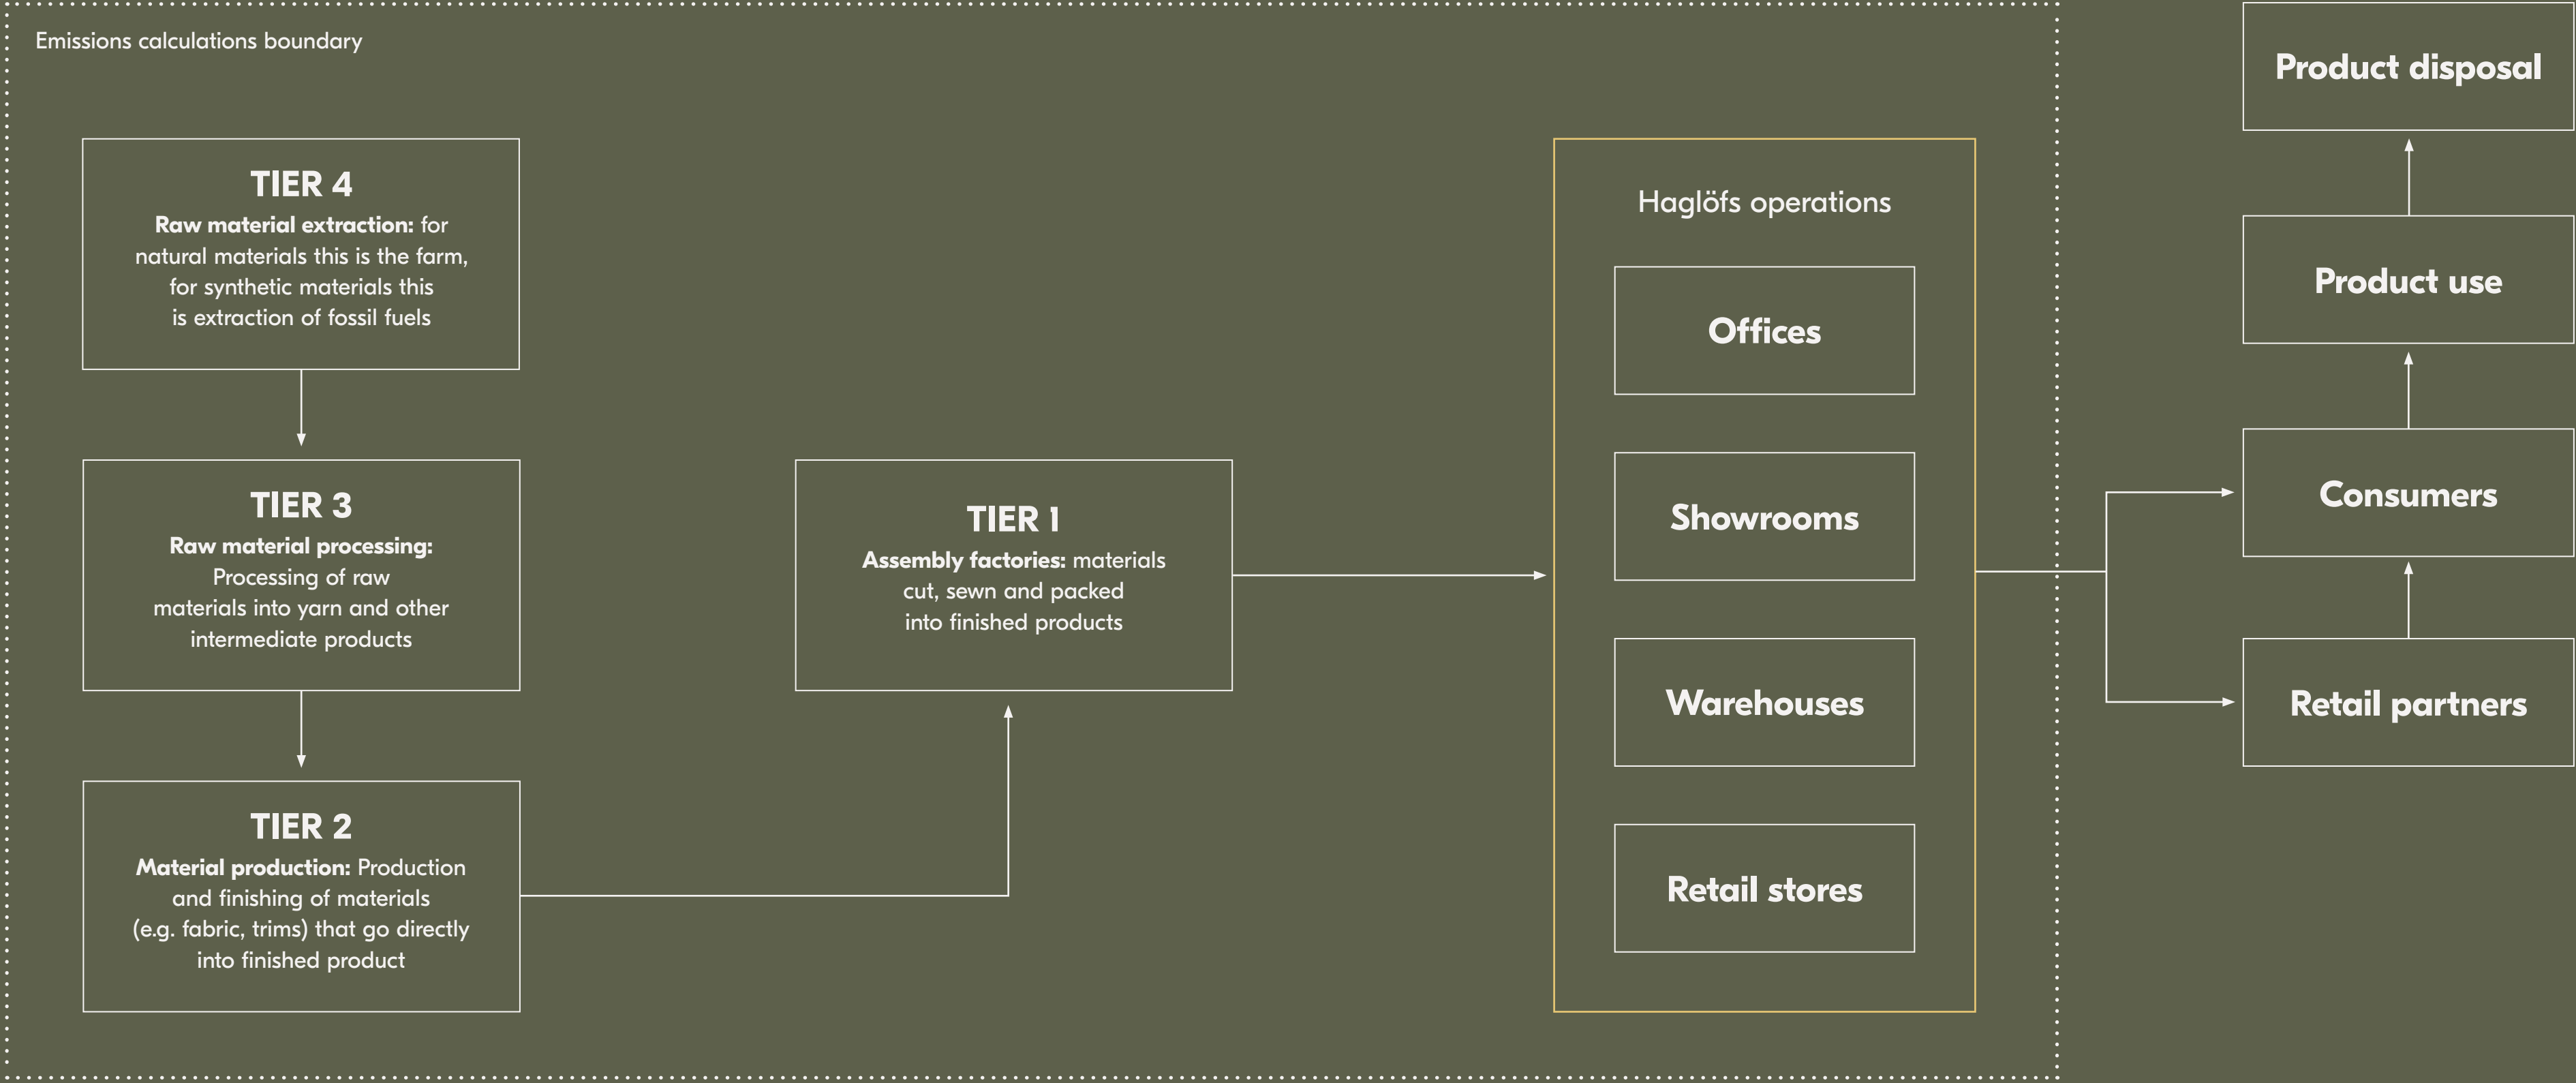 Emissions calculations boundary
TIER 4
Raw material extraction: for
natural materials this is the farm,
for synthetic materials this
is extraction of fossil fuels
TIER 3
Raw material processing:
Processing of raw
materials into yarn and other
intermediate products
TIER 2
Material production: Production
and finishing of materials
(e.g. fabric, trims) that go directly
into finished product
TIER 1
Assembly factories: materials
cut, sewn and packed
into finished products
Haglöfs operations
Offices
Showrooms
Warehouses
Retail stores
Product disposal
Product use
Consumers
Retail partners